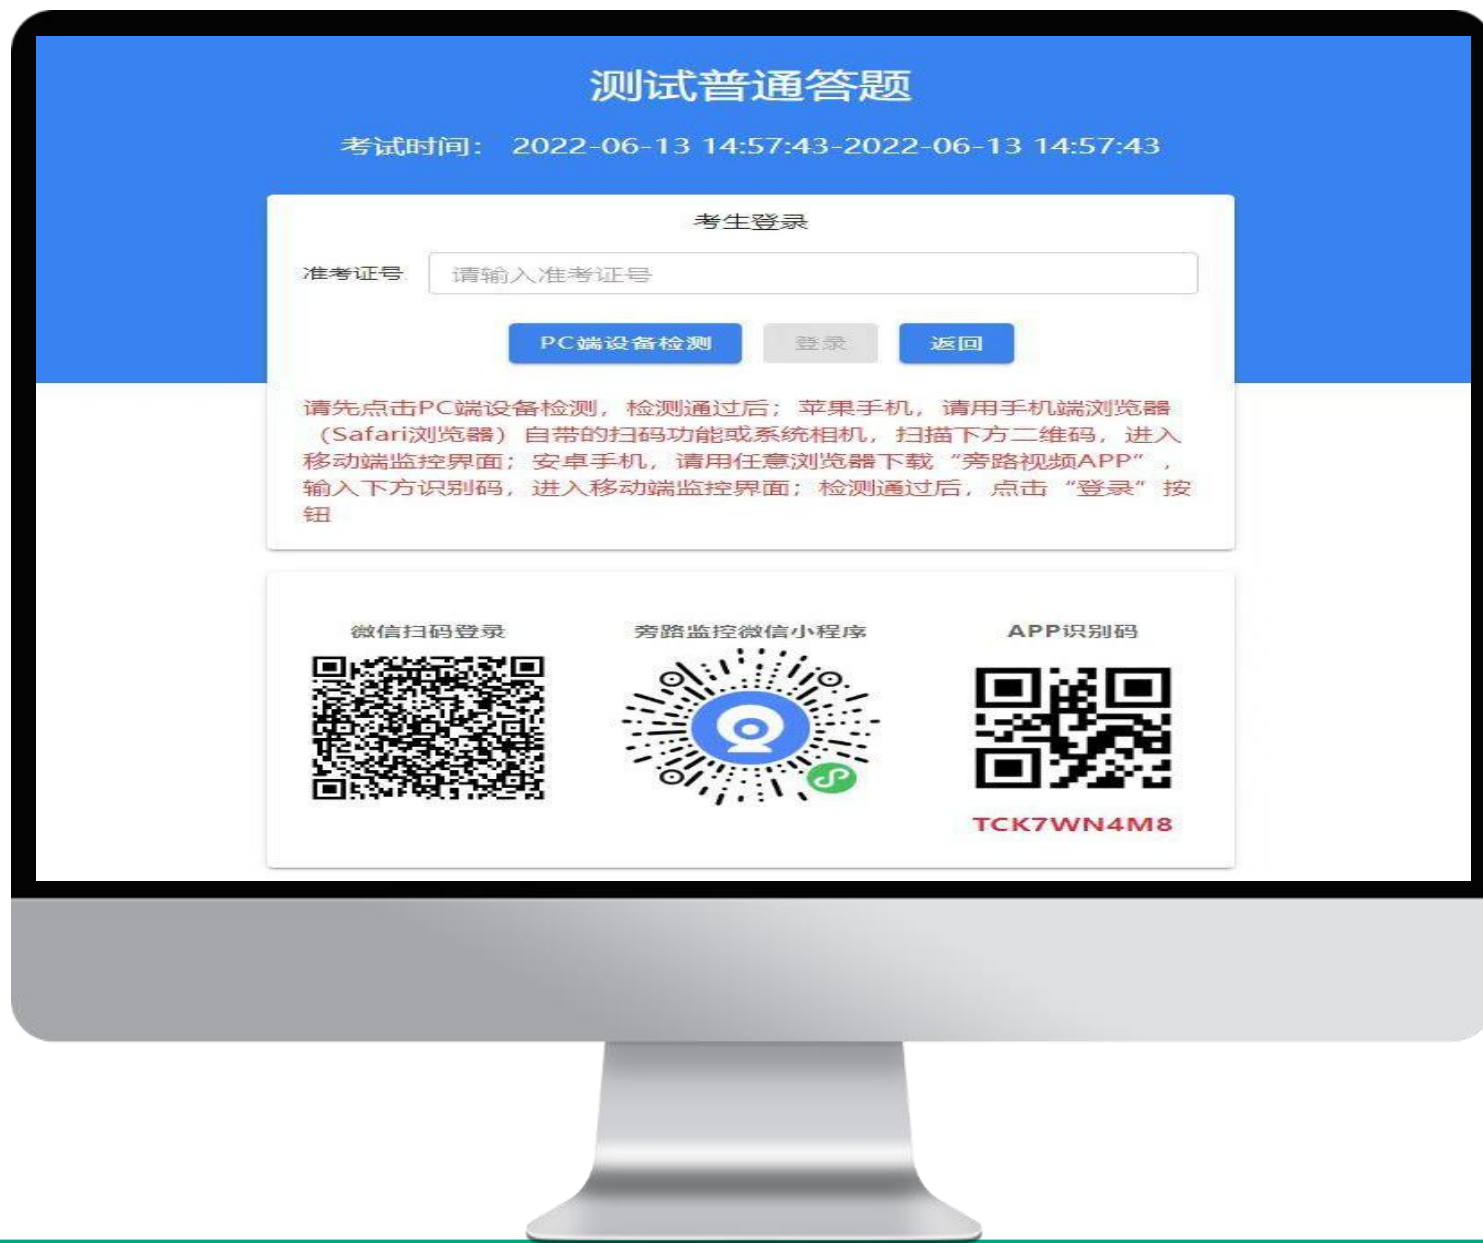 测试普通答题
考试时间： 2022-06-13 14:57:43-2022-06-13 14:57:43
考生登录
准考证号 请输入准考证号
PC端设备检测 登录 返回
请先点击PC端设备检测，检测通过后；苹果手机，请用手机端浏览器
（Safari浏览器）自带的扫码功能或系统相机，扫描下方二维码，进入
移动端监控界面；安卓手机，请用任意浏览器下载“旁路视频APP”，
输入下方识别码，进入移动端监控界面；检测通过后，点击“登录”按
钮
微信扫码登录 旁路监控微信小程序 APP识别码
TCK7WN4M8